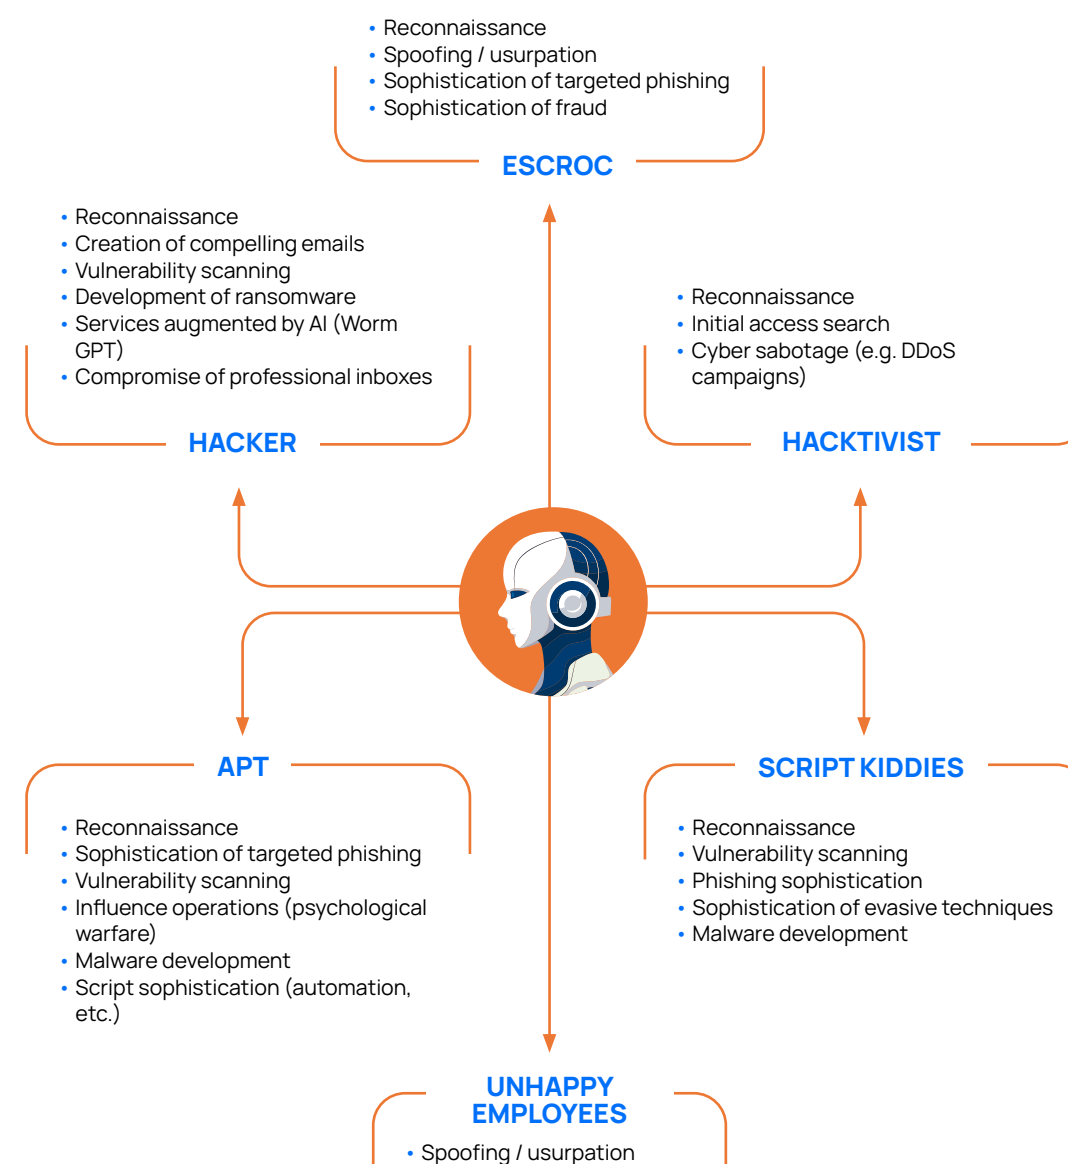 • Reconnaissance
• Spoofing / usurpation
• Sophistication of targeted phishing
• Sophistication of fraud
ESCROC
• Reconnaissance
• Creation of compelling emails
• Vulnerability scanning
• Development of ransomware
• Services augmented by AI (Worm
GPT)
• Compromise of professional inboxes
HACKER
• Reconnaissance
• Initial access search
• Cyber sabotage (e.g. DDoS
campaigns)
HACKTIVIST
APT
• Reconnaissance
• Sophistication of targeted phishing
• Vulnerability scanning
• Influence operations (psychological
warfare)
• Malware development
• Script sophistication (automation,
etc.)
SCRIPT KIDDIES
• Reconnaissance
• Vulnerability scanning
• Phishing sophistication
• Sophistication of evasive techniques
• Malware development
UNHAPPY
EMPLOYEES
• Spoofing / usurpation